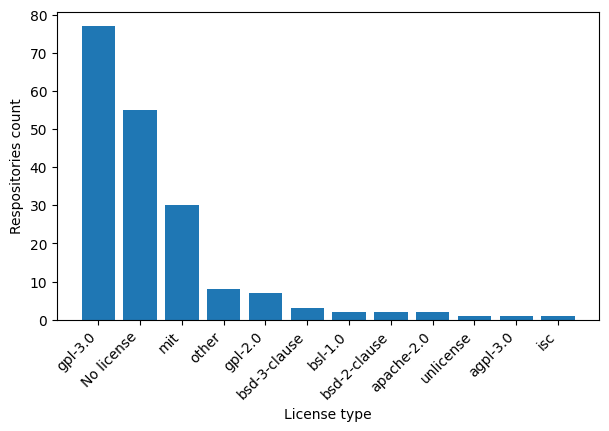 80
70
60
50
40
30
20
10
0
Respositories count
gpl-3.0
No license
mit
other
gpl-2.0
bsd-3-clause
bsl-1.0
bsd-2-clause
apache-2.0
unlicense
agpl-3.0
isc
License type